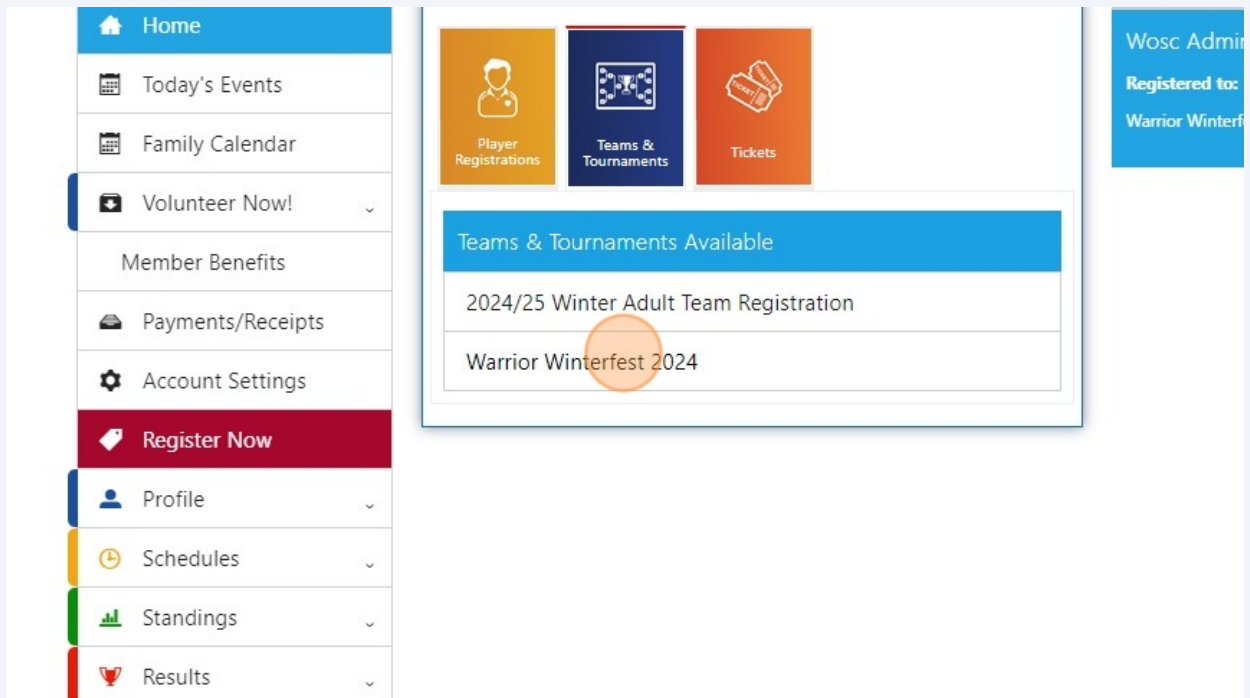 Home
Today's Events
Family Calendar
Volunteer Now!
Member Benefits
Payments/Receipts
Account Settings
Register Now
Profile
Schedules
Standings
Results
Player
Registrations
Teams &
Tournaments
TICKET
Tickets
Teams & Tournaments Available
2024/25 Winter Adult Team Registration
Warrior Winterfest 2024
Wosc Admin
Registered to:
Warrior Winterf